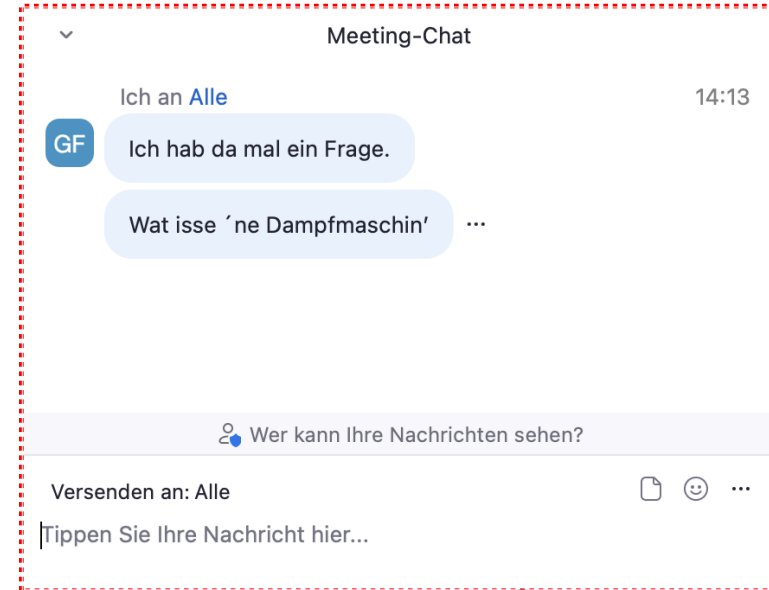 Meeting-Chat
Ich an Alle 14:13
GF
Ich hab da mal ein Frage.
Wat isse ´ne Dampfmaschin’
Wer kann Ihre Nachrichten sehen?
Versenden an: Alle
Tippen Sie Ihre Nachricht hier...